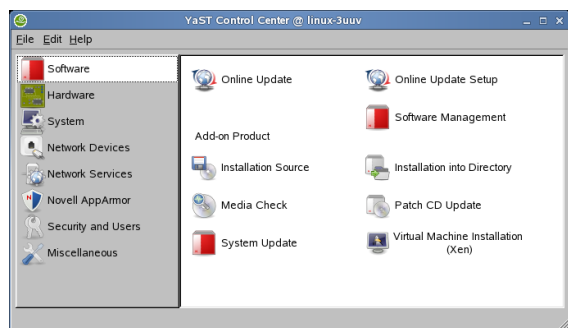 YaST Control Center @ linux-3uuv
File Edit Help
Software
Hardware
System
Network Devices
Network Services
Novell AppArmor
Security and Users
Miscellaneous
Online Update
Online Update Setup
Software Management
Add-on Product
Installation Source
Installation into Directory
Media Check
Patch CD Update
System Update
Virtual Machine Installation
(Xen)